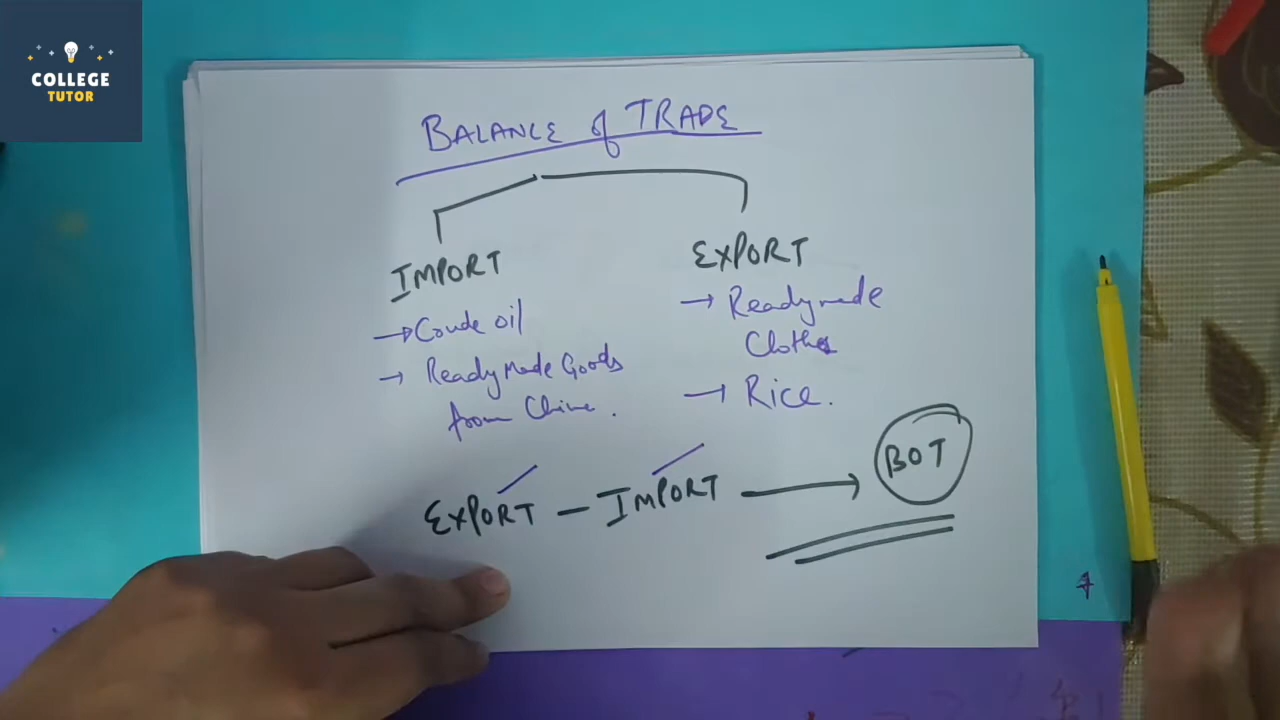 COLLEGE
TUTOR
BALANCE of TRADE
IMPORT
→ Crude oil
→ Ready Made Goods
from China.
EXPORT
→ Readymade
Clothes
→ Rice.
EXPORT – IMPORT → BOT